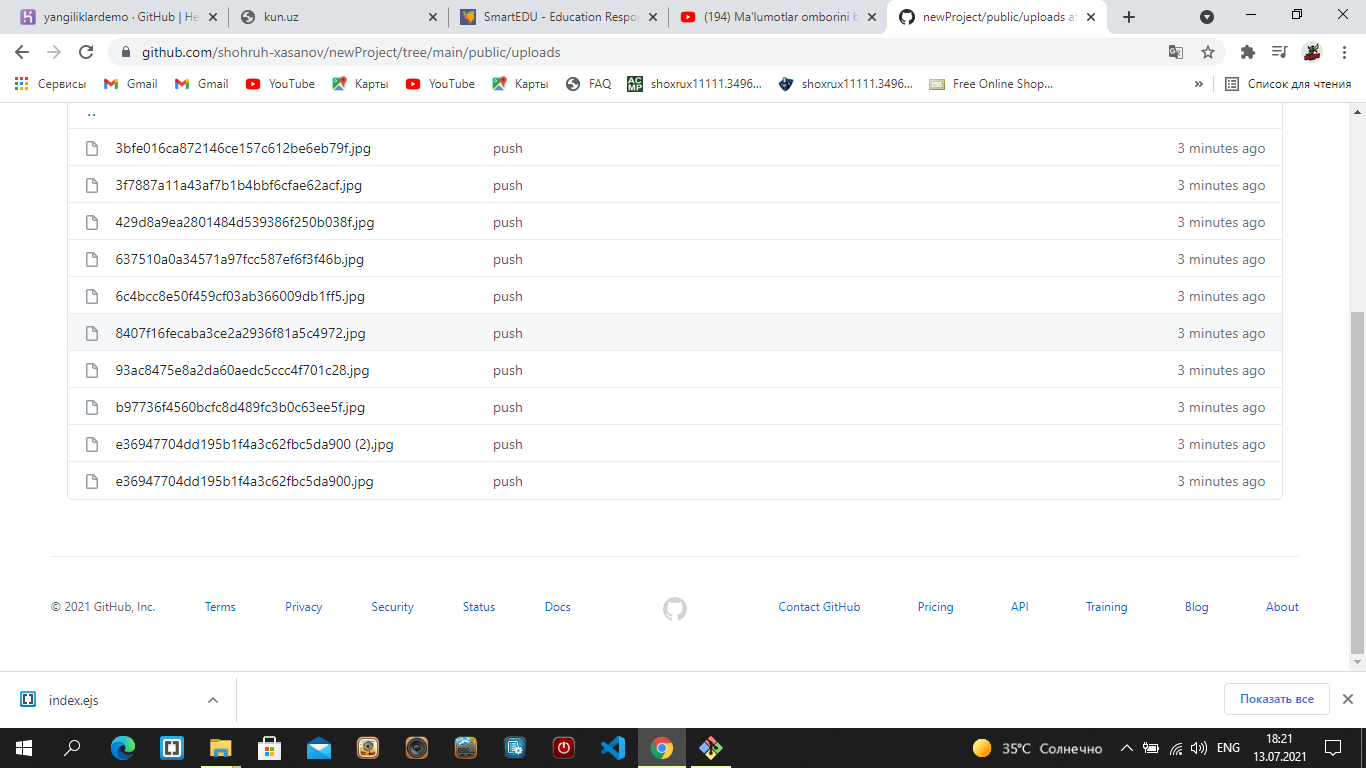 yangiliklardemo · GitHub | He
kun.uz
SmartEDU - Education Respo
(194) Ma'lumotlar omborini b
newProject/public/uploads at
github.com/shohruh-xasanov/newProject/tree/main/public/uploads
Сервисы
Gmail
Gmail
YouTube
Карты
YouTube
Карты
FAQ
ACMP
shoxrux11111.3496...
shoxrux11111.3496...
Free Online Shop...
»
Список для чтения
..
3bfe016ca872146ce157c612be6eb79f.jpg push 3 minutes ago
3f7887a11a43af7b1b4bbf6cfae62acf.jpg push 3 minutes ago
429d8a9ea2801484d539386f250b038f.jpg push 3 minutes ago
637510a0a34571a97fcc587ef6f3f46b.jpg push 3 minutes ago
6c4bcc8e50f459cf03ab366009db1ff5.jpg push 3 minutes ago
8407f16fecaba3ce2a2936f81a5c4972.jpg push 3 minutes ago
93ac8475e8a2da60aedc5ccc4f701c28.jpg push 3 minutes ago
b97736f4560bcfc8d489fc3b0c63ee5f.jpg push 3 minutes ago
e36947704dd195b1f4a3c62fbc5da900 (2).jpg push 3 minutes ago
e36947704dd195b1f4a3c62fbc5da900.jpg push 3 minutes ago
© 2021 GitHub, Inc.
Terms
Privacy
Security
Status
Docs
Contact GitHub
Pricing
API
Training
Blog
About
index.ejs
Показать все
35°C Солнечно
ENG
18:21
13.07.2021